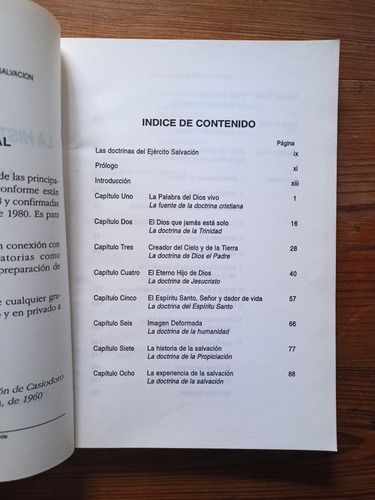 SALVACION
AL
de las principa-
conforme están
8 y confirmadas
de 1980. Es para
n conexión con
atorias como
preparación de
e cualquier gra-
o y en privado a
ón de Casiodoro
a, de 1960
INDICE DE CONTENIDO
Página
Las doctrinas del Ejército Salvación ix
Prólogo xi
Introducción xiii
Capítulo Uno La Palabra del Dios vivo 1
La fuente de la doctrina cristiana
Capítulo Dos El Dios que jamás está solo 16
La doctrina de la Trinidad
Capítulo Tres Creador del Cielo y de la Tierra 28
La doctrina de Dios el Padre
Capítulo Cuatro El Eterno Hijo de Dios 40
La doctrina de Jesucristo
Capítulo Cinco El Espíritu Santo, Señor y dador de vida 57
La doctrina del Espíritu Santo
Capítulo Seis Imagen Deformada 66
La doctrina de la humanidad
Capítulo Siete La historia de la salvación 77
La doctrina de la Propiciación
Capítulo Ocho La experiencia de la salvación 88
La doctrina de la salvación